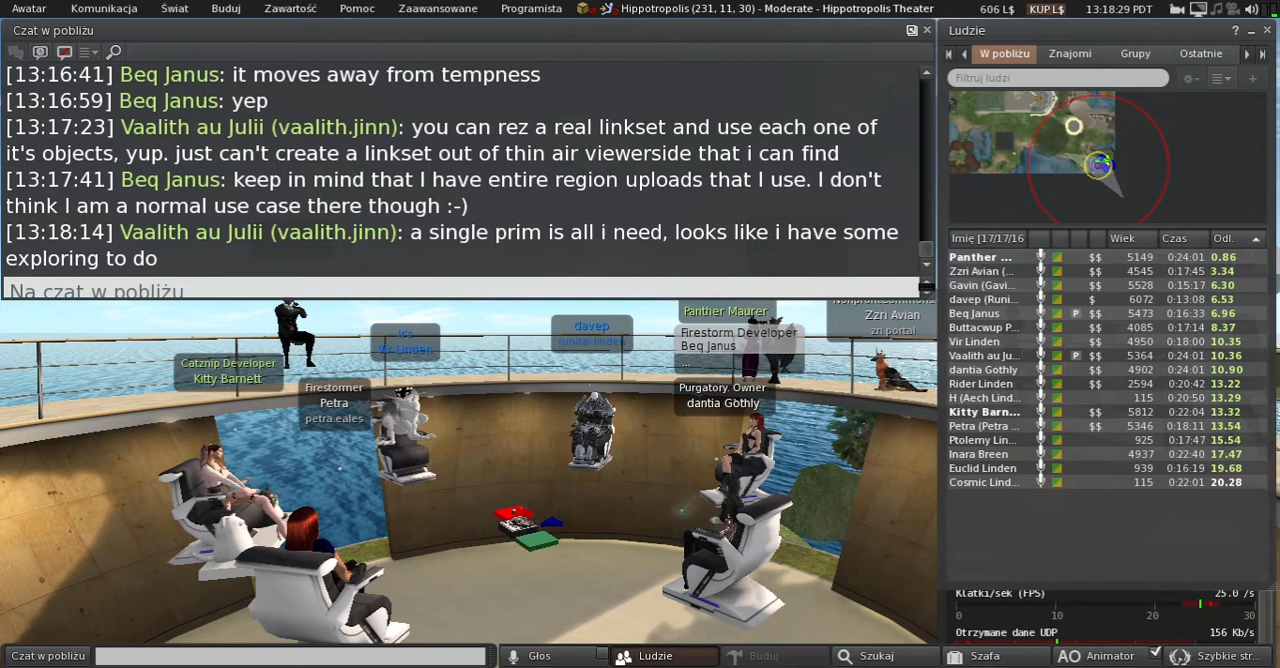 Awatar Komunikacja Świat Buduj Zawartość Pomoc Zaawansowane Programista Hippotropolis (231, 11, 30) - Moderate - Hippotropolis Theater 606 L$ KUP L$ 13:18:29 PDT
Czat w pobliżu
[13:16:41] Beq Janus: it moves away from tempness
[13:16:59] Beq Janus: yep
[13:17:23] Vaalith au Julii (vaalith.jinn): you can rez a real linkset and use each one of
it's objects, yup. just can't create a linkset out of thin air viewerside that i can find
[13:17:41] Beq Janus: keep in mind that I have entire region uploads that I use. I don't
think I am a normal use case there though :-)
[13:18:14] Vaalith au Julii (vaalith.jinn): a single prim is all i need, looks like i have some
exploring to do
Na czat w pobliżu
Catznip Developer
Kitty Barnett
Firestormer
Petra
petra.eales
It's
Vir Linden
davep
runitai linden
Panther Maurer
Firestorm Developer
Beq Janus
...
Purgatory. Owner
dantia Gothly
Zzri Avian
zri portal
Ludzie ? _ ×
W pobliżu Znajomi Grupy Ostatnie
Filtruj ludzi
Imię [17/17/16 Wiek Czas Odl.
Panther ... $$ 5149 0:24:01 0.86
Zzri Avian (... $$ 4545 0:17:45 3.34
Gavin (Gavi... $$ 5528 0:15:17 6.30
davep (Runi... $ 6072 0:13:08 6.53
Beq Janus P $$ 5473 0:16:33 6.96
Buttacwup P... $$ 4085 0:17:14 8.37
Vir Linden $$ 4950 0:18:00 10.35
Vaalith au Ju... P $$ 5364 0:24:01 10.36
dantia Gothly $$ 4902 0:24:01 10.90
Rider Linden $$ 2594 0:20:42 13.22
H (Aech Lind... 115 0:20:50 13.29
Kitty Barn... $$ 5812 0:22:04 13.32
Petra (Petra ... $$ 5346 0:18:11 13.54
Ptolemy Lin... 925 0:17:47 15.54
Inara Breen 4937 0:22:40 17.47
Euclid Linden 939 0:16:19 19.68
Cosmic Lind... 115 0:22:01 20.28
Klatki/sek (FPS) 25.0 /s
0 10 20 30
Otrzymane dane UDP 156 Kb/s
Czat w pobliżu Głos Ludzie Buduj Szukaj Szafa AO Animator Szybkie str...